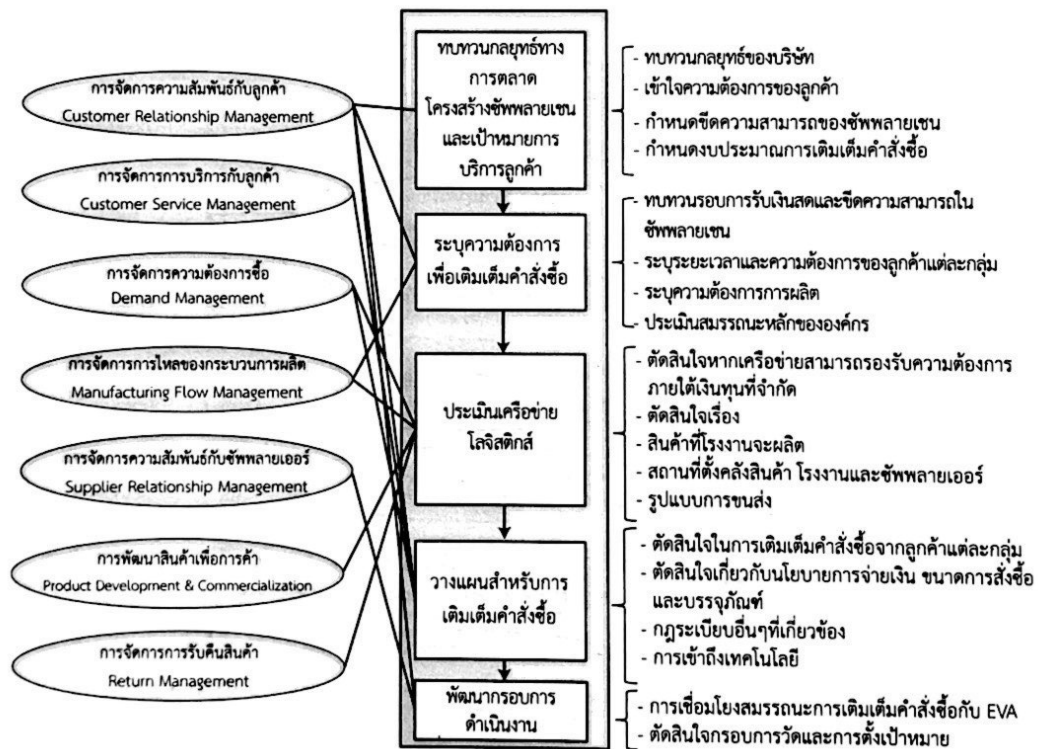 การจัดการความสัมพันธ์กับลูกค้า
Customer Relationship Management
การจัดการการบริการกับลูกค้า
Customer Service Management
การจัดการความต้องการซื้อ
Demand Management
การจัดการการไหลของกระบวนการผลิต
Manufacturing Flow Management
การจัดการความสัมพันธ์กับซัพพลายเออร์
Supplier Relationship Management
การพัฒนาสินค้าเพื่อการค้า
Product Development & Commercialization
การจัดการการรับคืนสินค้า
Return Management
ทบทวนกลยุทธ์ทาง
การตลาด
โครงสร้างซัพพลายเชน
และเป้าหมายการ
บริการลูกค้า
- ทบทวนกลยุทธ์ของบริษัท
- เข้าใจความต้องการของลูกค้า
- กำหนดขีดความสามารถของซัพพลายเชน
- กำหนดงบประมาณการเติมเต็มคำสั่งซื้อ
ระบุความต้องการ
เพื่อเติมเต็มคำสั่งซื้อ
- ทบทวนรอบการรับเงินสดและขีดความสามารถใน
ซัพพลายเชน
- ระบุระยะเวลาและความต้องการของลูกค้าแต่ละกลุ่ม
- ระบุความต้องการการผลิต
- ประเมินสมรรถนะหลักขององค์กร
ประเมินเครือข่าย
โลจิสติกส์
- ตัดสินใจหากเครือข่ายสามารถรองรับความต้องการ
ภายใต้เงินทุนที่จำกัด
- ตัดสินใจเรื่อง
- สินค้าที่โรงงานจะผลิต
- สถานที่ตั้งคลังสินค้า โรงงานและซัพพลายเออร์
- รูปแบบการขนส่ง
วางแผนสำหรับการ
เติมเต็มคำสั่งซื้อ
- ตัดสินใจในการเติมเต็มคำสั่งซื้อจากลูกค้าแต่ละกลุ่ม
- ตัดสินใจเกี่ยวกับนโยบายการจ่ายเงิน ขนาดการสั่งซื้อ
และบรรจุภัณฑ์
- กฎระเบียบอื่นๆที่เกี่ยวข้อง
- การเข้าถึงเทคโนโลยี
พัฒนากรอบการ
ดำเนินงาน
- การเชื่อมโยงสมรรถนะการเติมเต็มคำสั่งซื้อกับ EVA
- ตัดสินใจกรอบการวัดและการตั้งเป้าหมาย